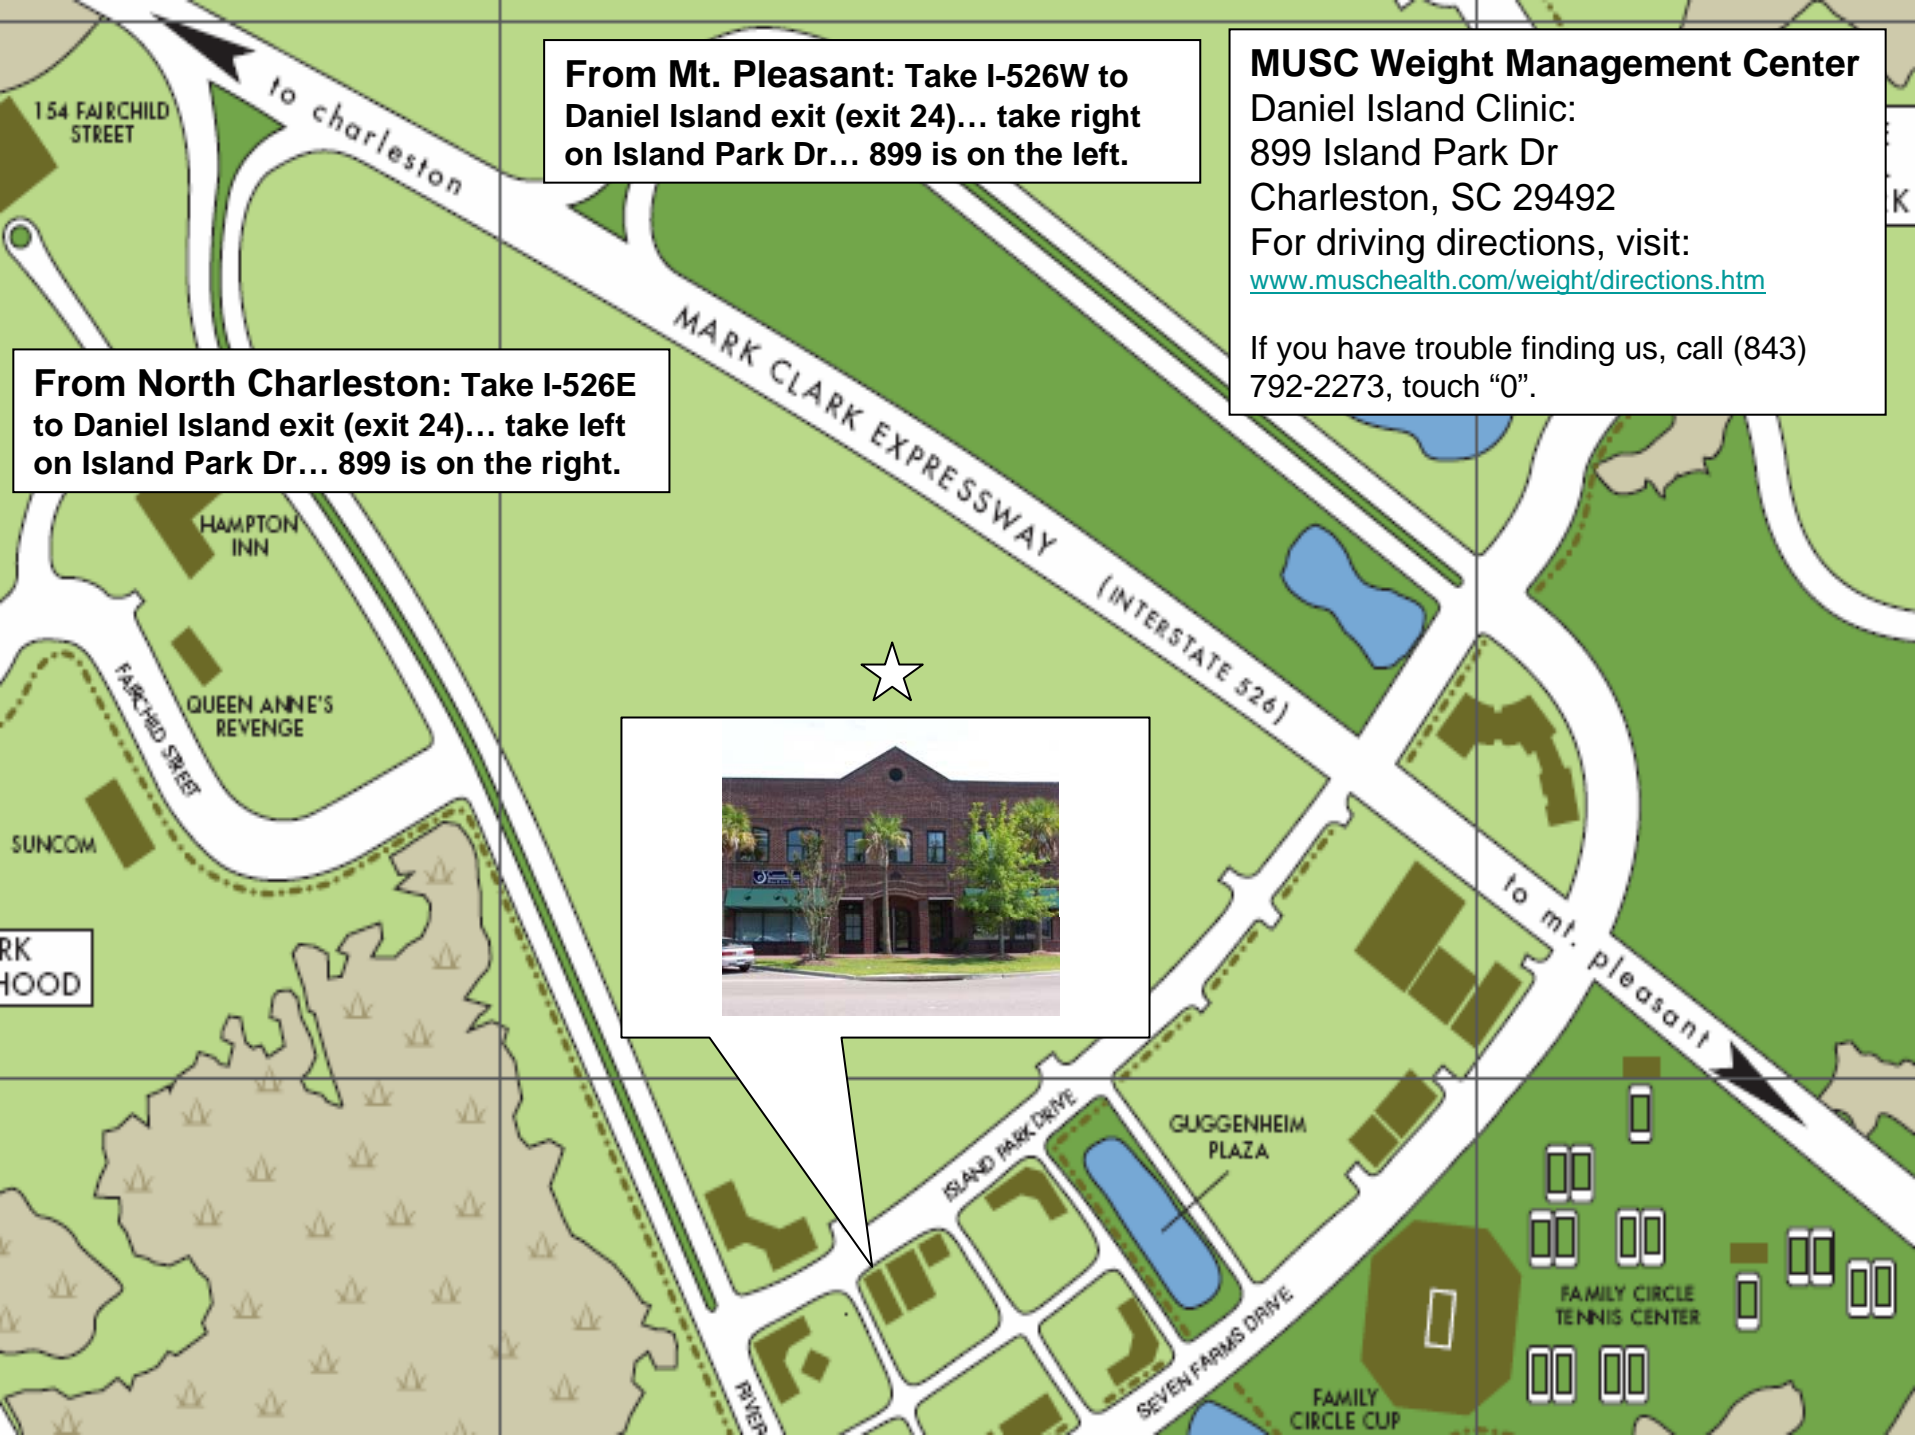 to charleston
154 FAIRCHILD
STREET
From Mt. Pleasant: Take I-526W to
Daniel Island exit (exit 24)… take right
on Island Park Dr… 899 is on the left.
MUSC Weight Management Center
Daniel Island Clinic:
899 Island Park Dr
Charleston, SC 29492
For driving directions, visit:
www.muschealth.com/weight/directions.htm
If you have trouble finding us, call (843)
792-2273, touch “0”.
K
MARK CLARK EXPRESSWAY (INTERSTATE 526)
From North Charleston: Take I-526E
to Daniel Island exit (exit 24)… take left
on Island Park Dr… 899 is on the right.
HAMPTON
INN
FAIRCHILD STREET
QUEEN ANNE'S
REVENGE
SUNCOM
RK
HOOD
to mt. pleasant
ISLAND PARK DRIVE
GUGGENHEIM
PLAZA
SEVEN FARMS DRIVE
RIVER
FAMILY CIRCLE
TENNIS CENTER
FAMILY
CIRCLE CUP